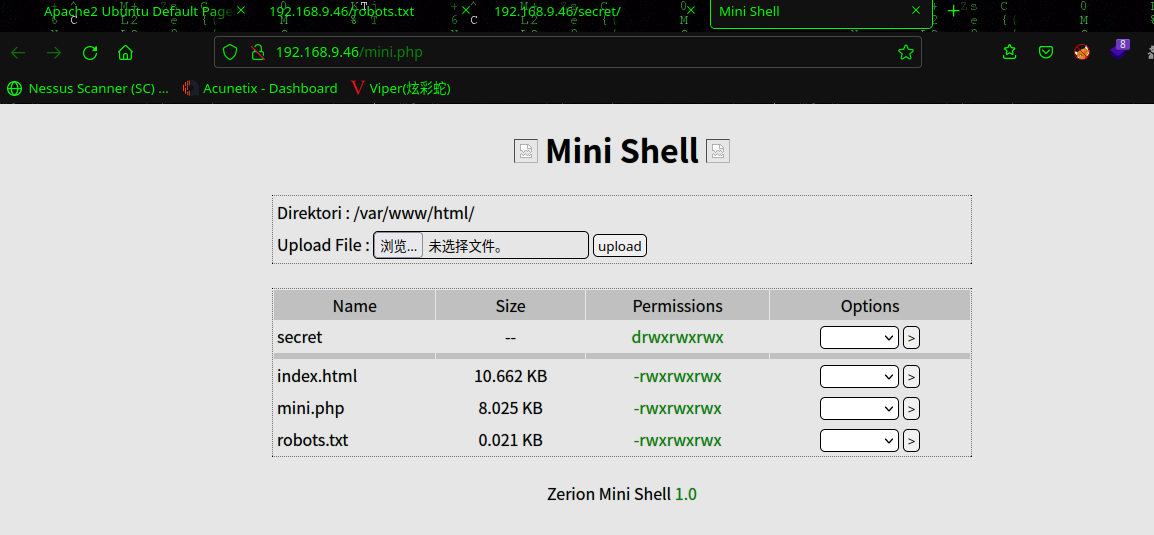 Apache2 Ubuntu Default Page × 192.168.9.46/robots.txt × 192.168.9.46/secret/ × Mini Shell × +
192.168.9.46/mini.php 8
Nessus Scanner (SC) ... Acunetix - Dashboard Viper(炫彩蛇)
Mini Shell
Direktori : /var/www/html/
Upload File : 浏览... 未选择文件。 upload
Name Size Permissions Options
secret -- drwxrwxrwx >
index.html 10.662 KB -rwxrwxrwx >
mini.php 8.025 KB -rwxrwxrwx >
robots.txt 0.021 KB -rwxrwxrwx >
Zerion Mini Shell 1.0